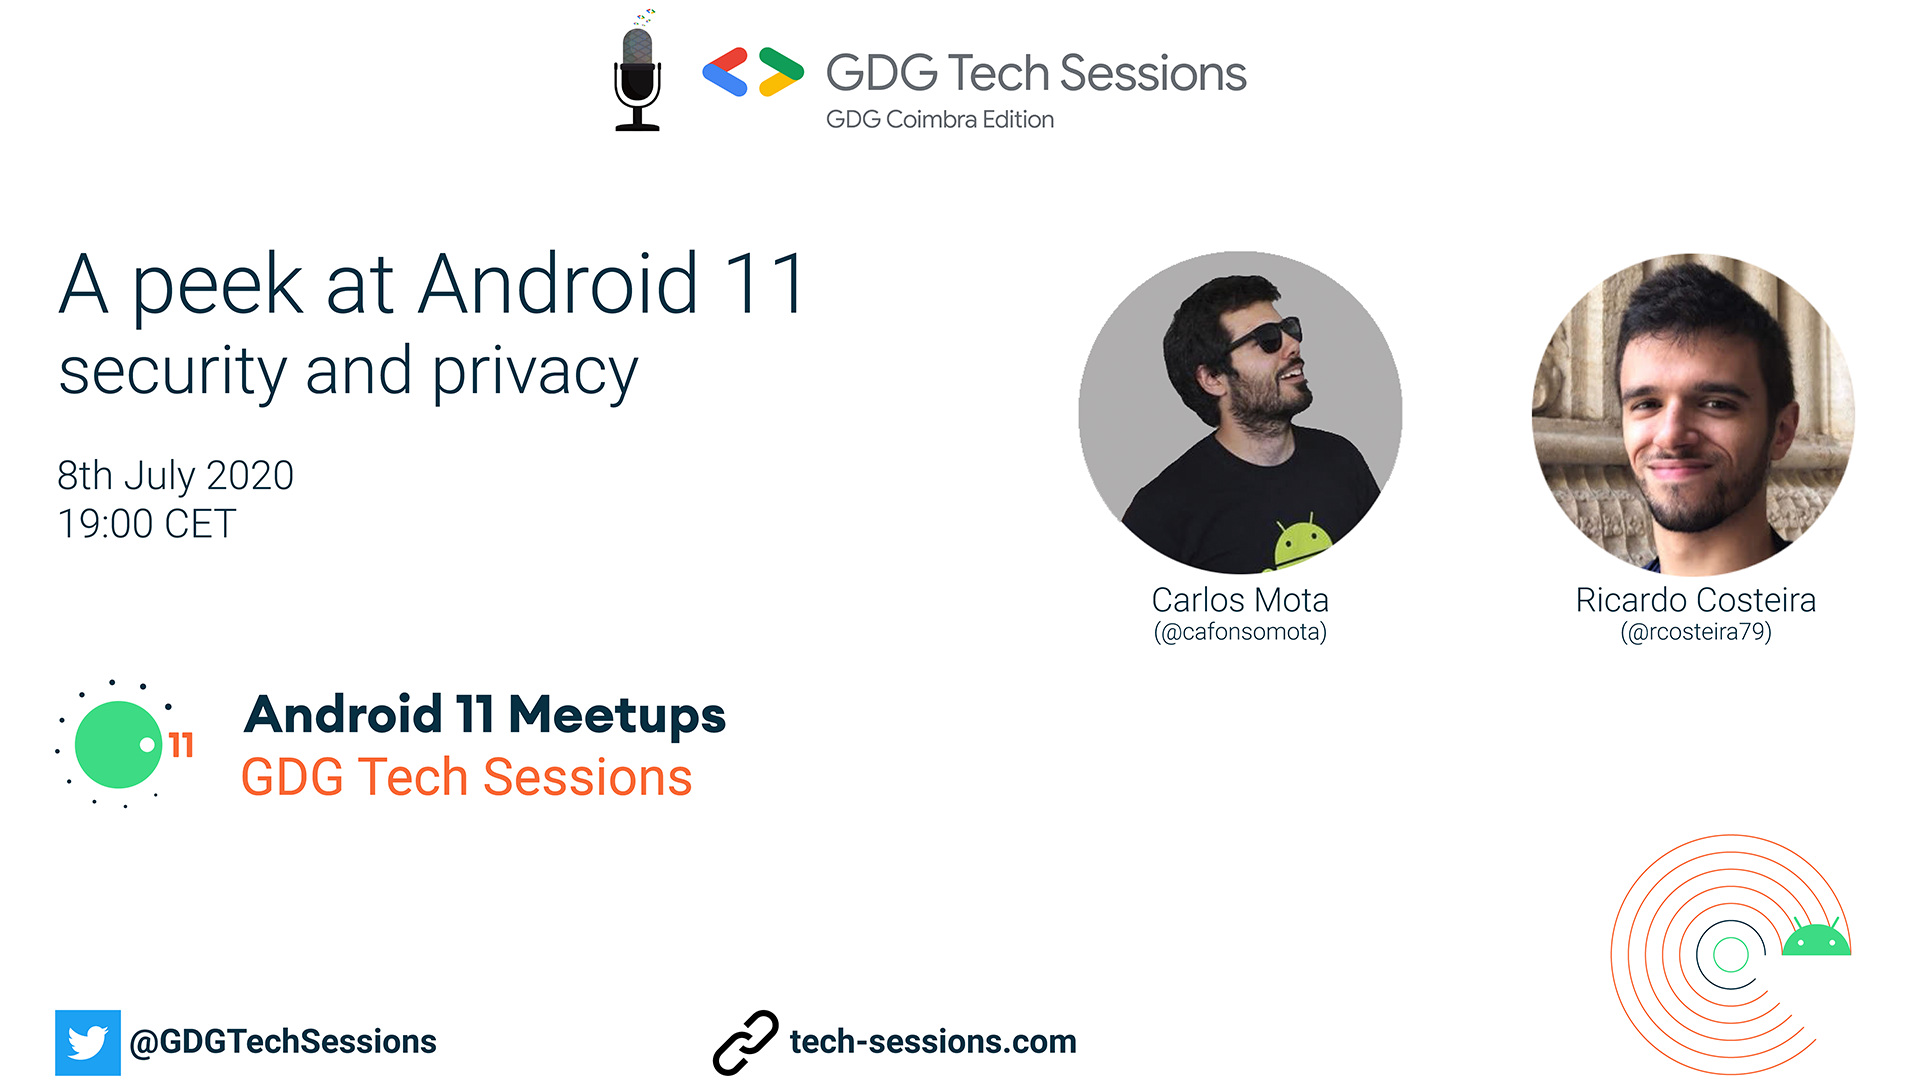 GDG Tech Sessions
GDG Coimbra Edition
A peek at Android 11
security and privacy
8th July 2020
19:00 CET
Carlos Mota
(@cafonsomota)
Ricardo Costeira
(@rcosteira79)
11
Android 11 Meetups
GDG Tech Sessions
@GDGTechSessions
tech-sessions.com